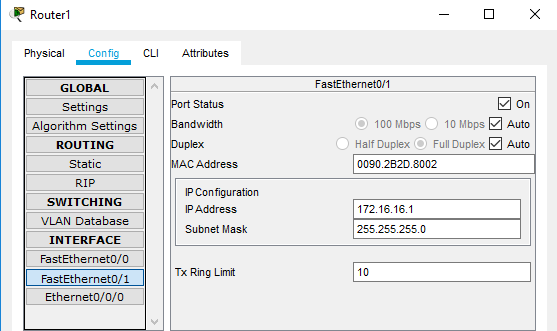 Router1
Physical Config CLI Attributes
GLOBAL
Settings
Algorithm Settings
ROUTING
Static
RIP
SWITCHING
VLAN Database
INTERFACE
FastEthernet0/0
FastEthernet0/1
Ethernet0/0/0
FastEthernet0/1
Port Status On
Bandwidth 100 Mbps 10 Mbps Auto
Duplex Half Duplex Full Duplex Auto
MAC Address 0090.2B2D.8002
IP Configuration
IP Address 172.16.16.1
Subnet Mask 255.255.255.0
Tx Ring Limit 10